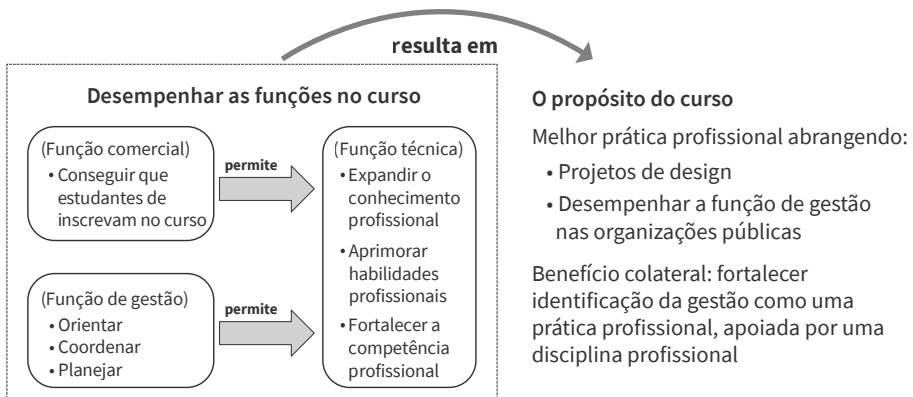 resulta em
Desempenhar as funções no curso
(Função comercial)
• Conseguir que
estudantes de
inscrevam no curso
permite
(Função de gestão)
• Orientar
• Coordenar
• Planejar
permite
(Função técnica)
• Expandir o
conhecimento
profissional
• Aprimorar
habilidades
profissionais
• Fortalecer a
competência
profissional
O propósito do curso
Melhor prática profissional abrangendo:
• Projetos de design
• Desempenhar a função de gestão
nas organizações públicas
Benefício colateral: fortalecer
identificação da gestão como uma
prática profissional, apoiada por uma
disciplina profissional